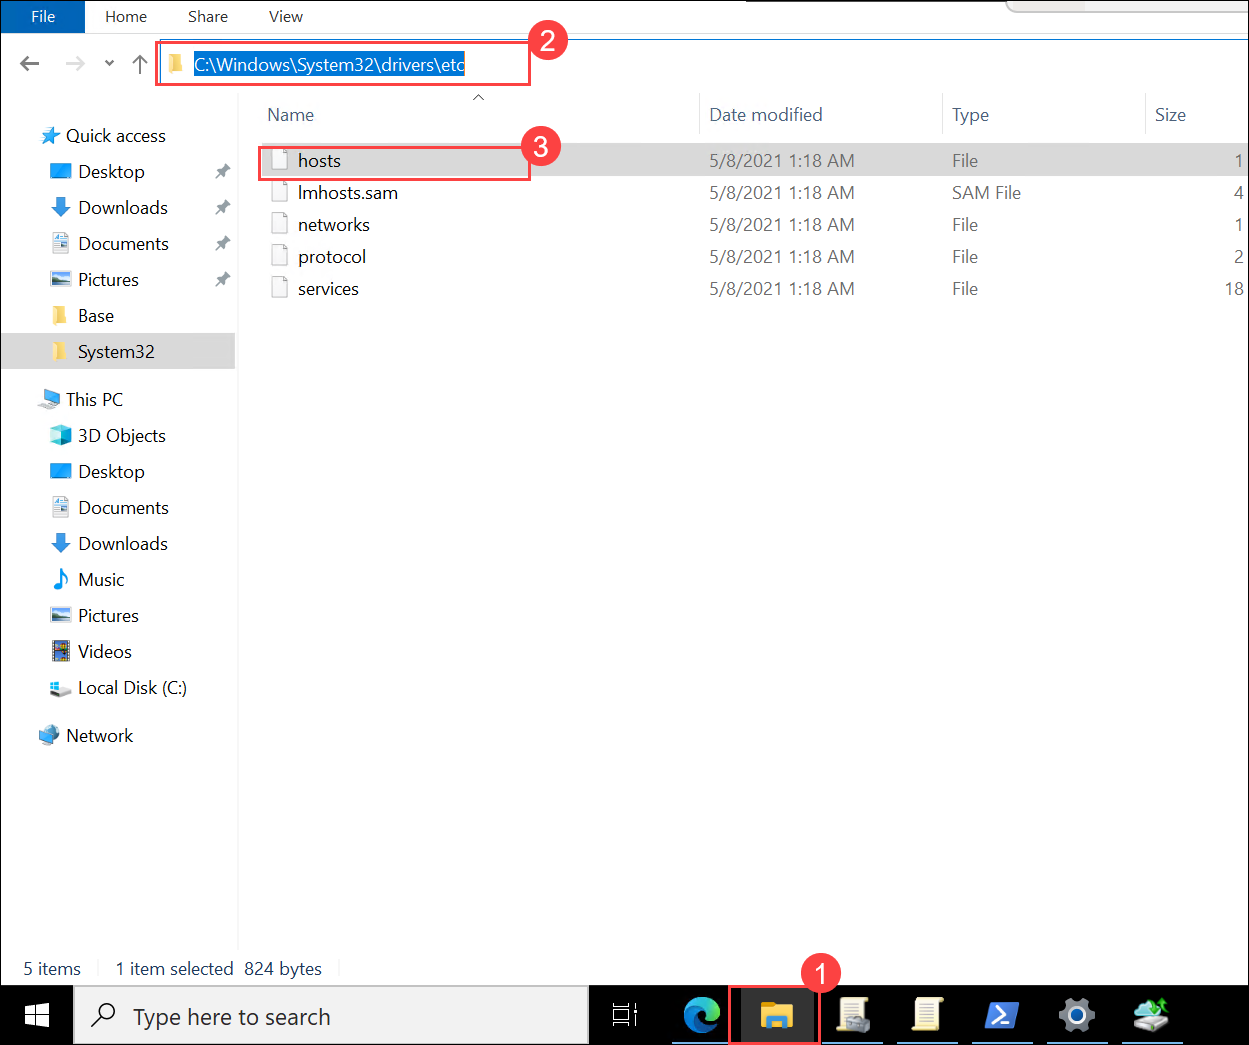 File Home Share View
2
C:\Windows\System32\drivers\etc
Name Date modified Type Size
3
hosts 5/8/2021 1:18 AM File 1
lmhosts.sam 5/8/2021 1:18 AM SAM File 4
networks 5/8/2021 1:18 AM File 1
protocol 5/8/2021 1:18 AM File 2
services 5/8/2021 1:18 AM File 18
Quick access
Desktop
Downloads
Documents
Pictures
Base
System32
This PC
3D Objects
Desktop
Documents
Downloads
Music
Pictures
Videos
Local Disk (C:)
Network
5 items 1 item selected 824 bytes
1
Type here to search